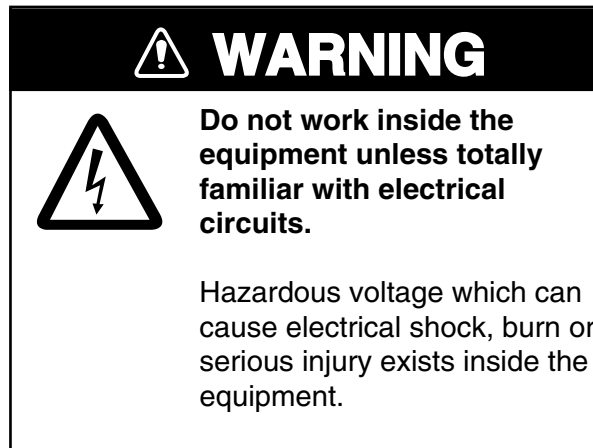 WARNING
Do not work inside the
equipment unless totally
familiar with electrical
circuits.
Hazardous voltage which can
cause electrical shock, burn or
serious injury exists inside the
equipment.